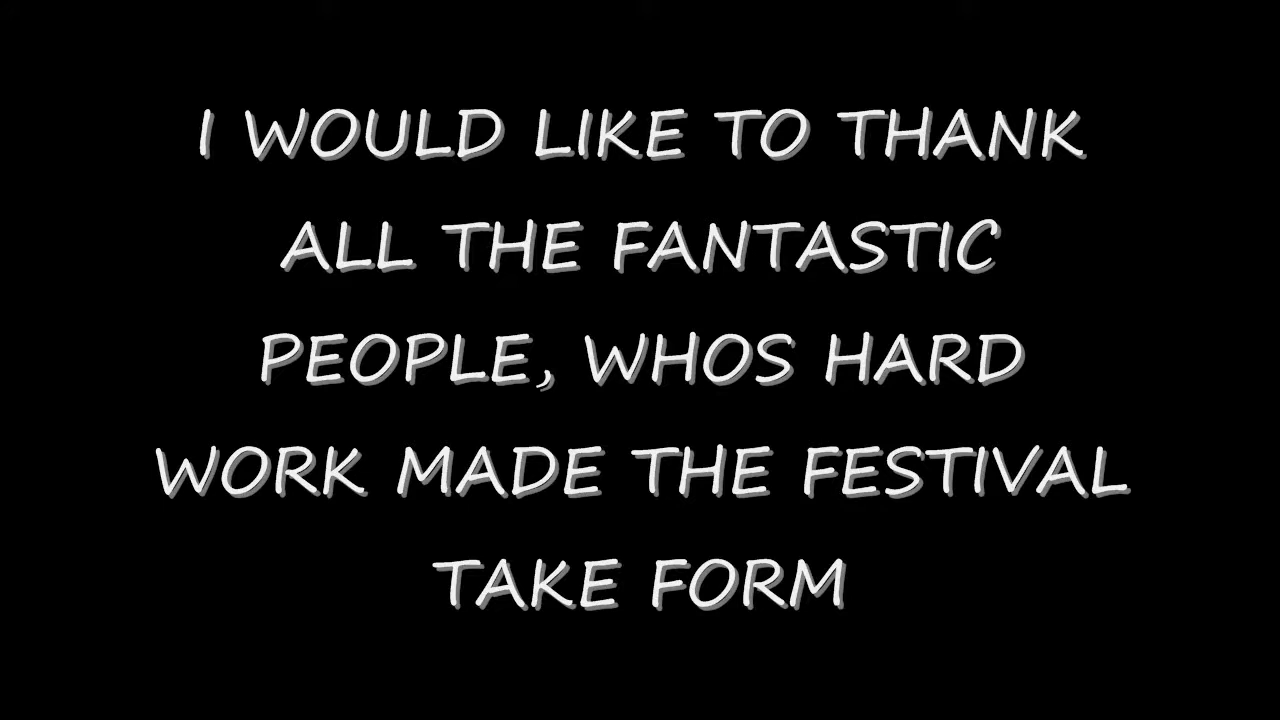 I WOULD LIKE TO THANK
ALL THE FANTASTIC
PEOPLE, WHOS HARD
WORK MADE THE FESTIVAL
TAKE FORM